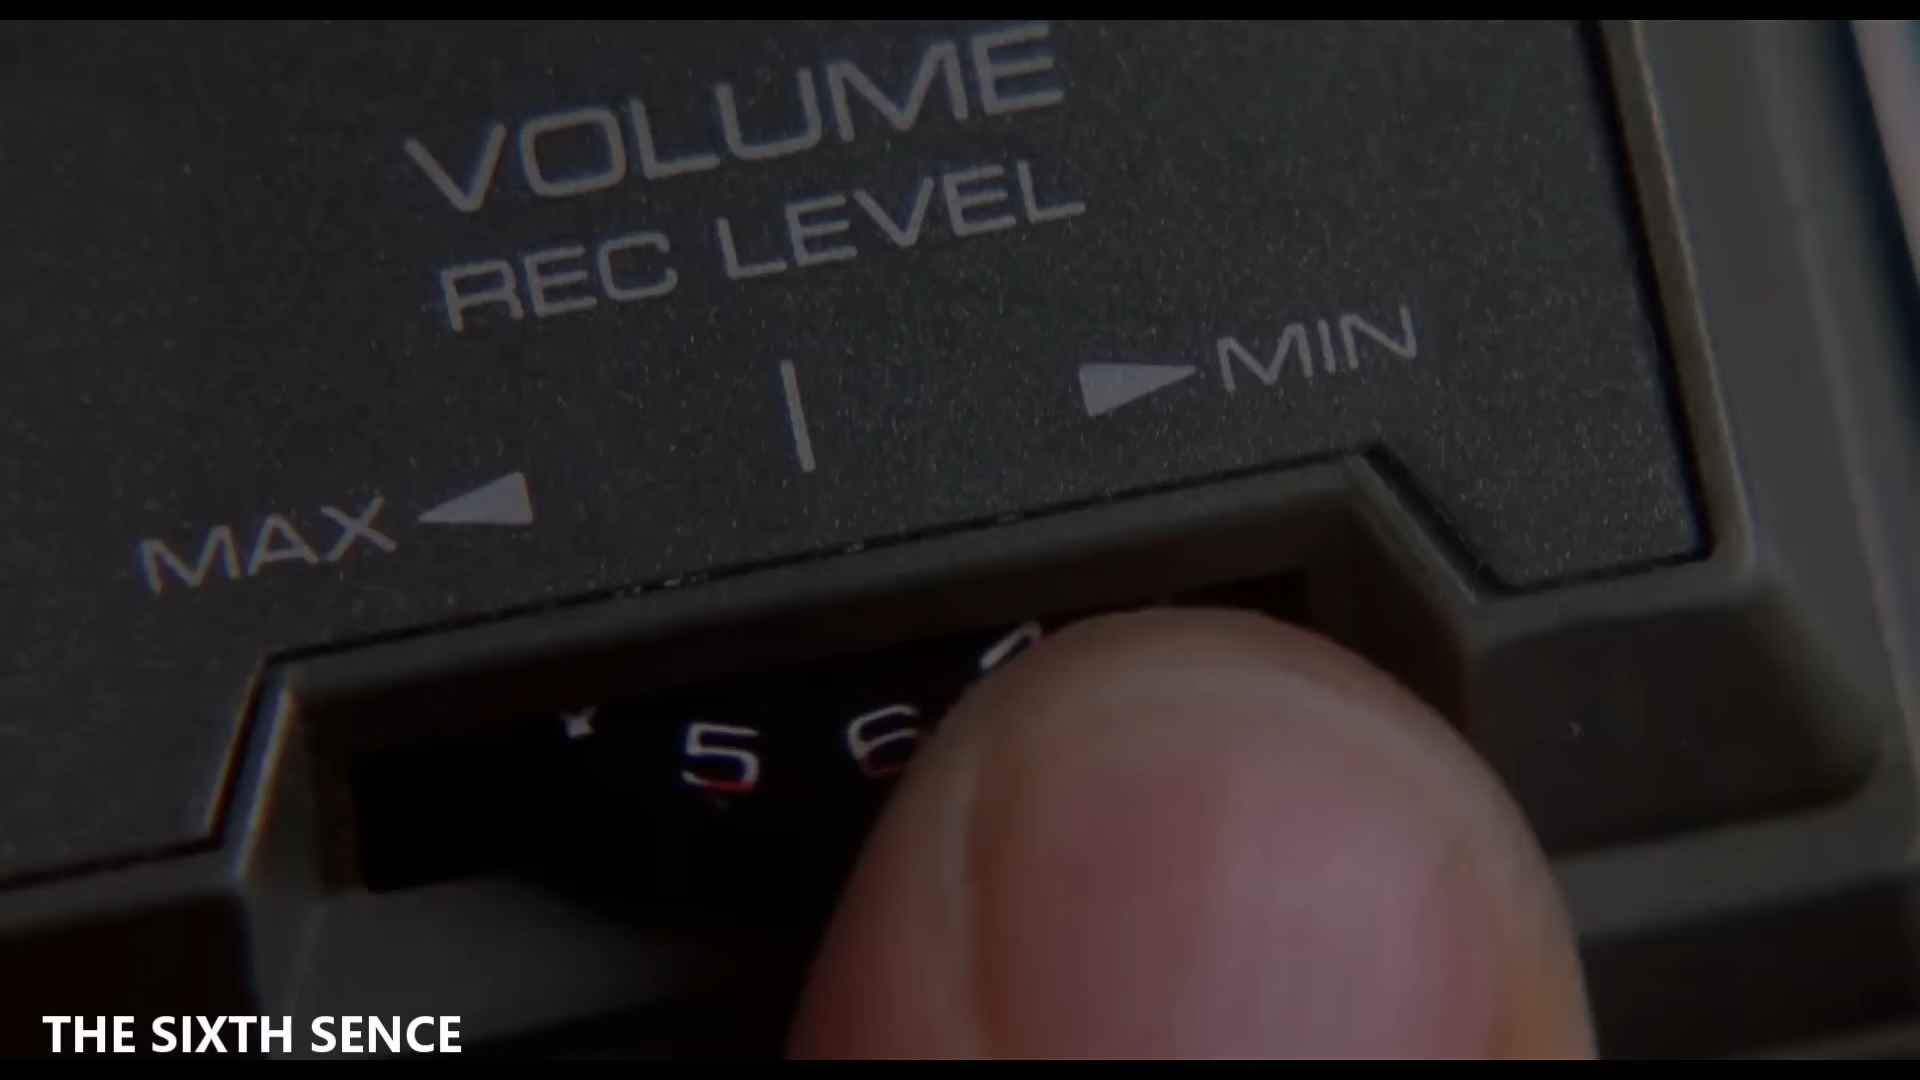 VOLUME
REC LEVEL
MIN
MAX
5 6
THE SIXTH SENCE